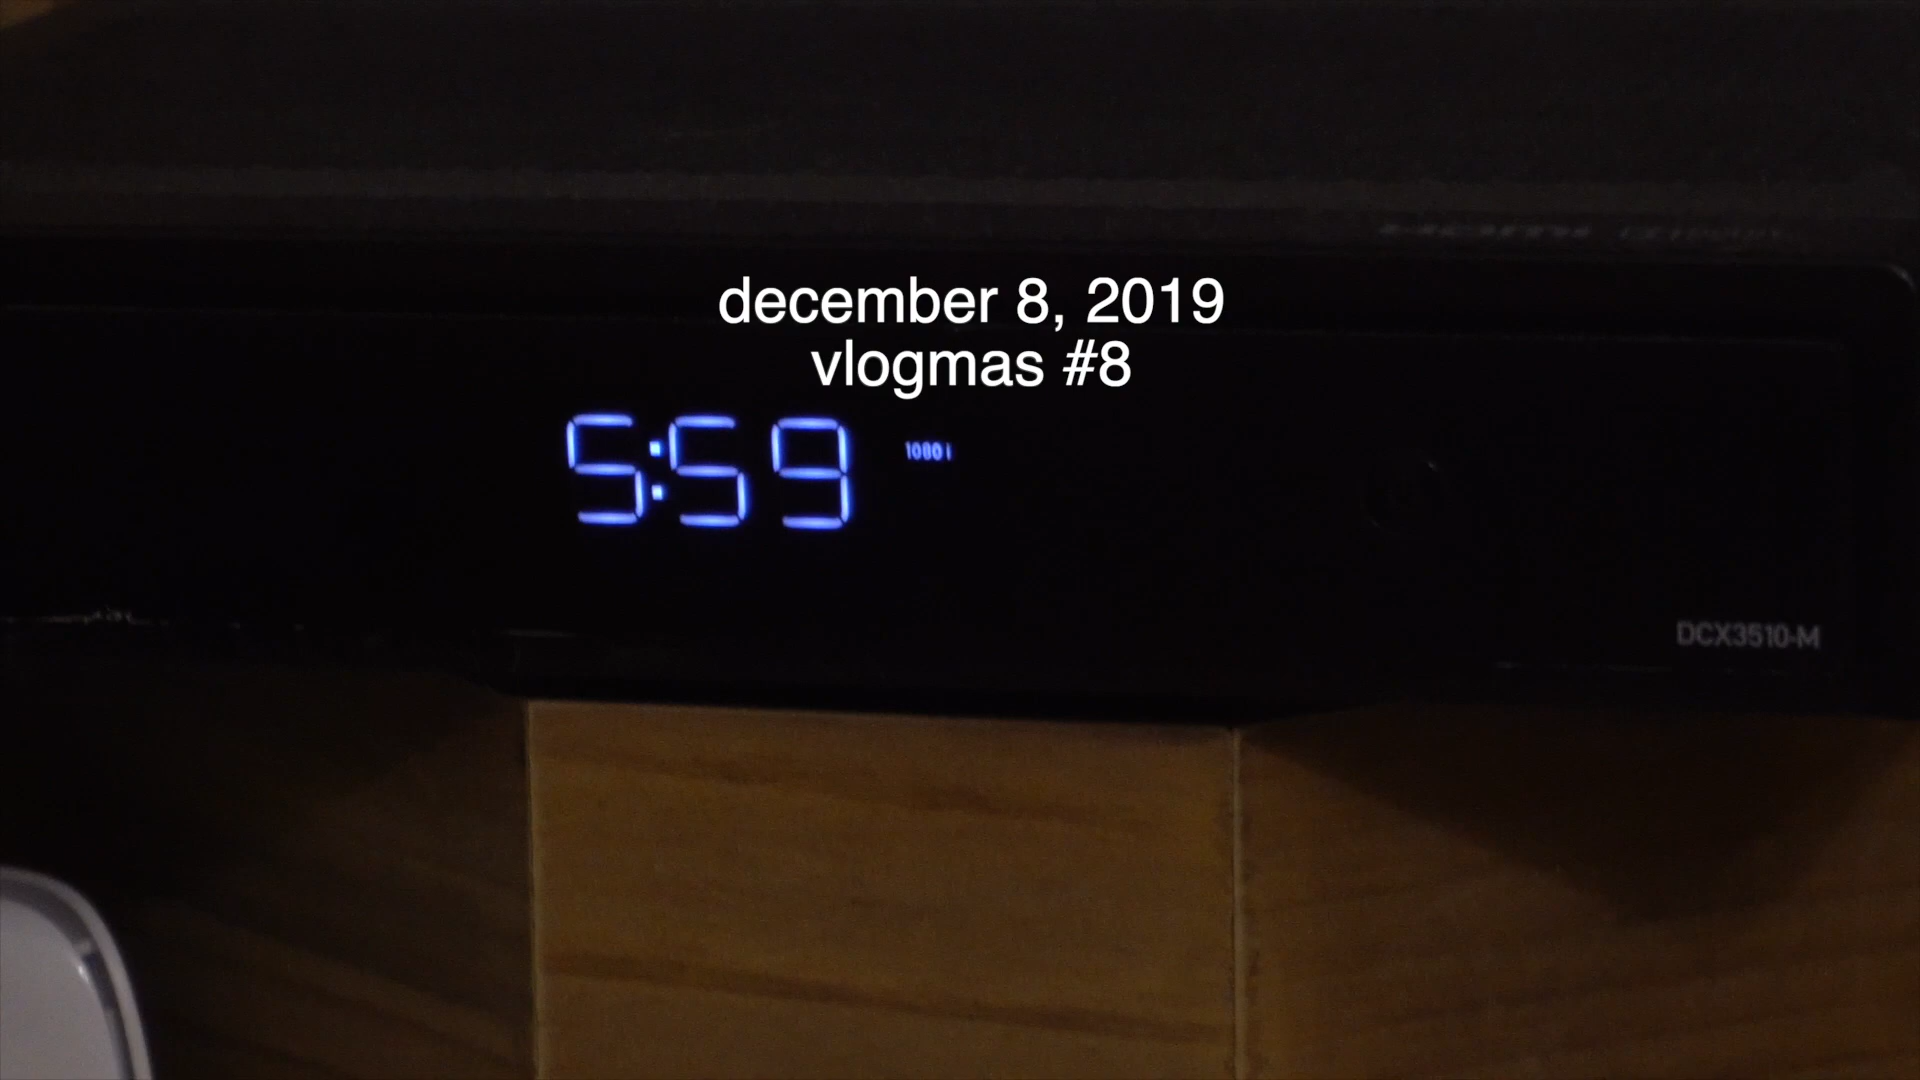 december 8, 2019
vlogmas #8
5:59
1080i
DCX3510-M